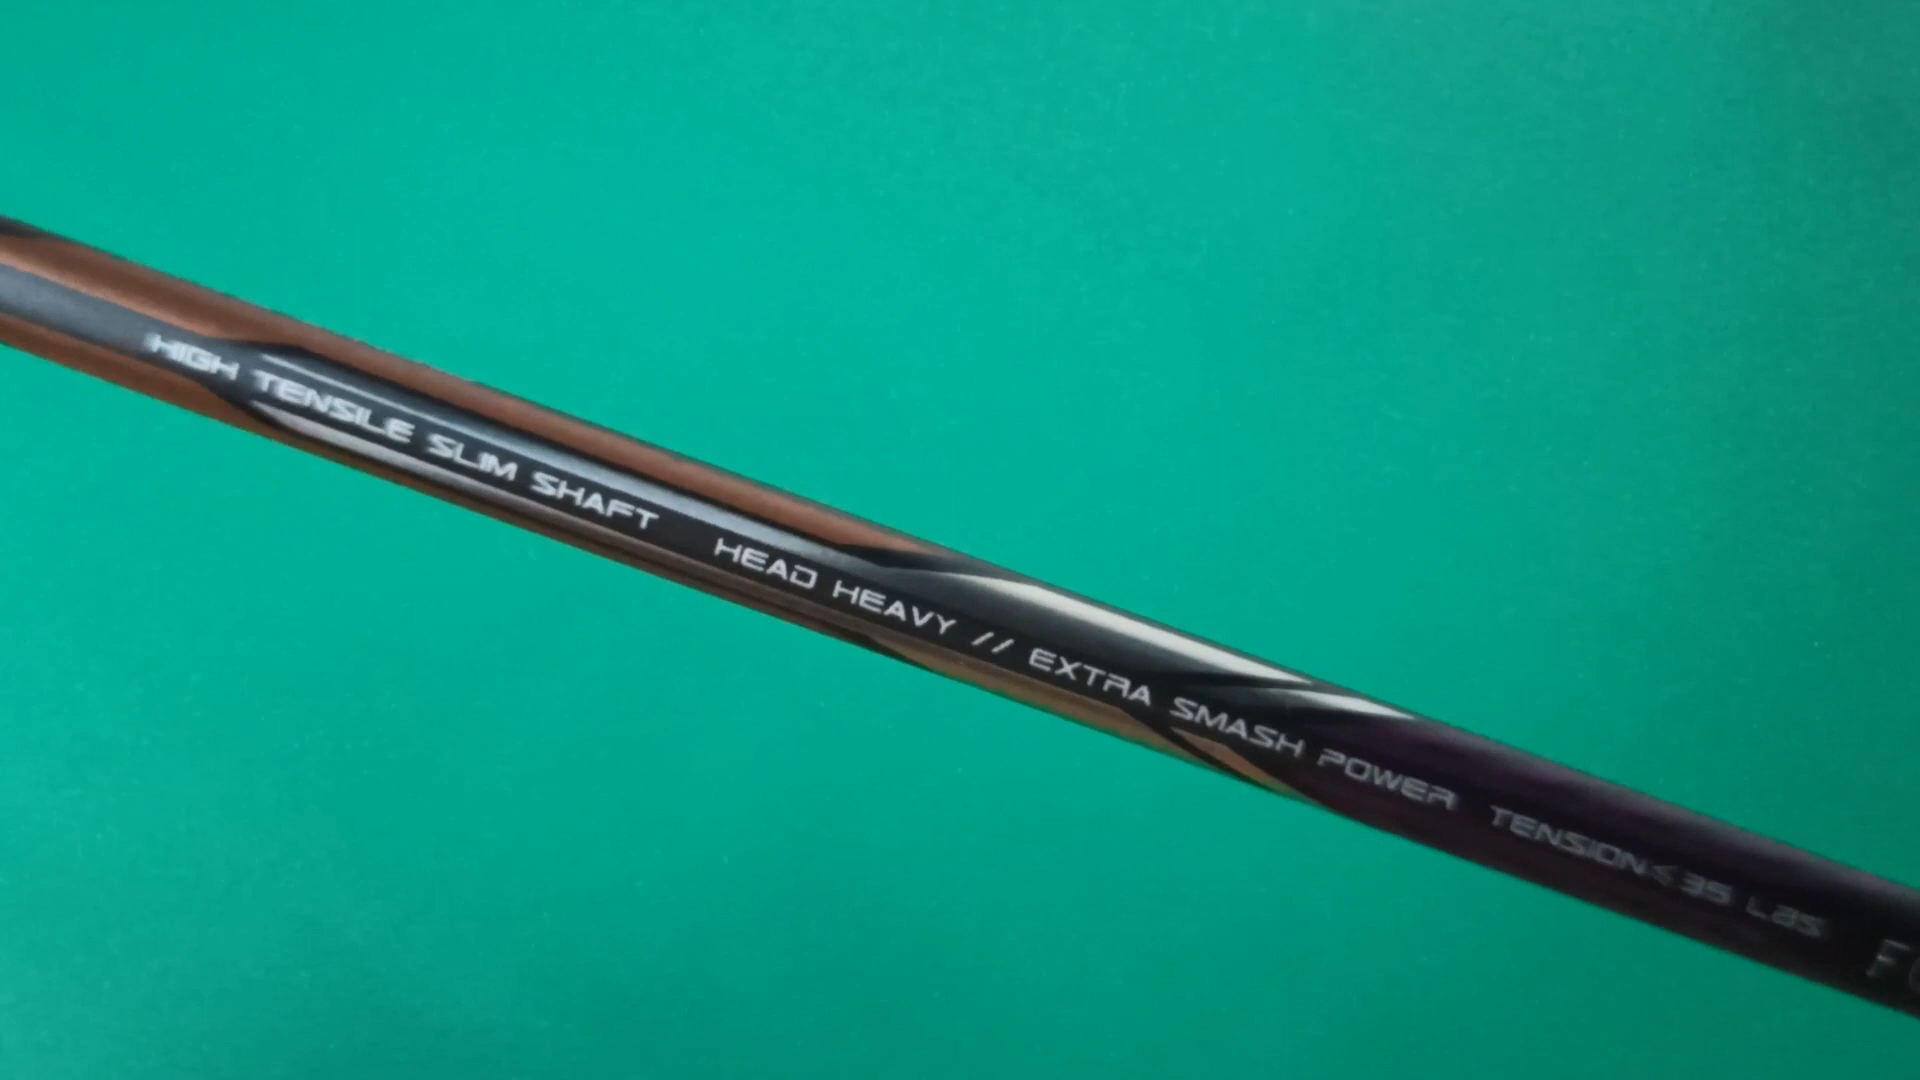 HIGH TENSILE SLIM SHAFT HEAD HEAVY // EXTRA SMASH POWER TENSION≤35 LBS